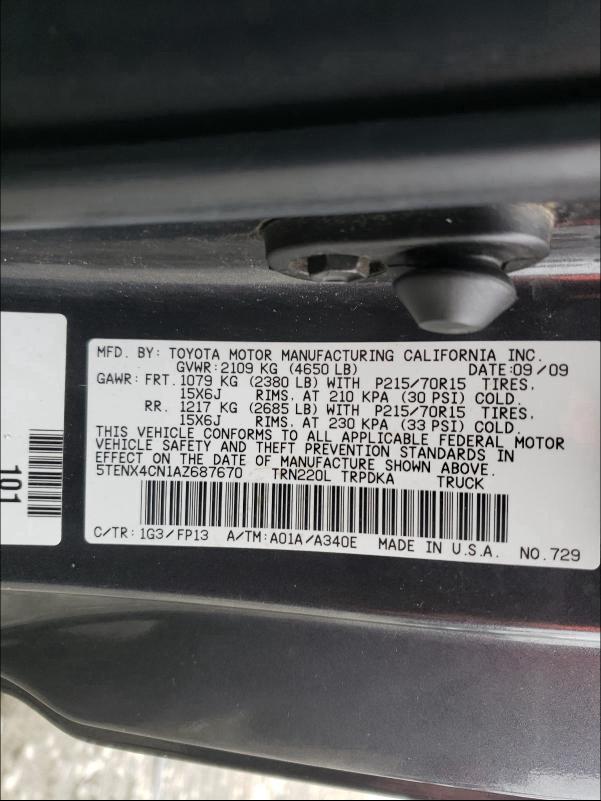 MFD. BY: TOYOTA MOTOR MANUFACTURING CALIFORNIA INC.
GVWR: 2109 KG (4650 LB) DATE: 09/09
GAWR: FRT. 1079 KG (2380 LB) WITH P215/70R15 TIRES,
15X6J RIMS, AT 210 KPA (30 PSI) COLD.
RR. 1217 KG (2685 LB) WITH P215/70R15 TIRES,
15X6J RIMS, AT 230 KPA (33 PSI) COLD.
THIS VEHICLE CONFORMS TO ALL APPLICABLE FEDERAL MOTOR
VEHICLE SAFETY AND THEFT PREVENTION STANDARDS IN
EFFECT ON THE DATE OF MANUFACTURE SHOWN ABOVE.
5TENX4CN1AZ687670 TRN220L TRPDKA TRUCK
C/TR: 1G3/FP13 A/TM: A01A/A340E MADE IN U.S.A. NO.729
101